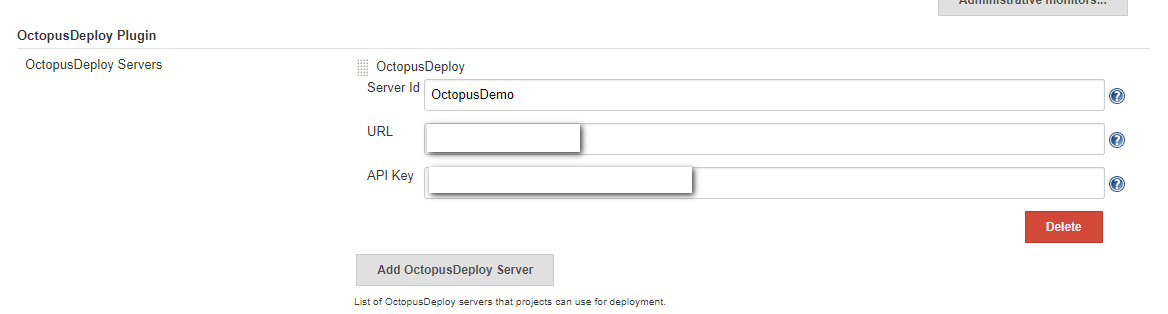 Administrative monitors...
OctopusDeploy Plugin
OctopusDeploy Servers
OctopusDeploy
Server Id OctopusDemo
URL
API Key
Delete
Add OctopusDeploy Server
List of OctopusDeploy servers that projects can use for deployment.